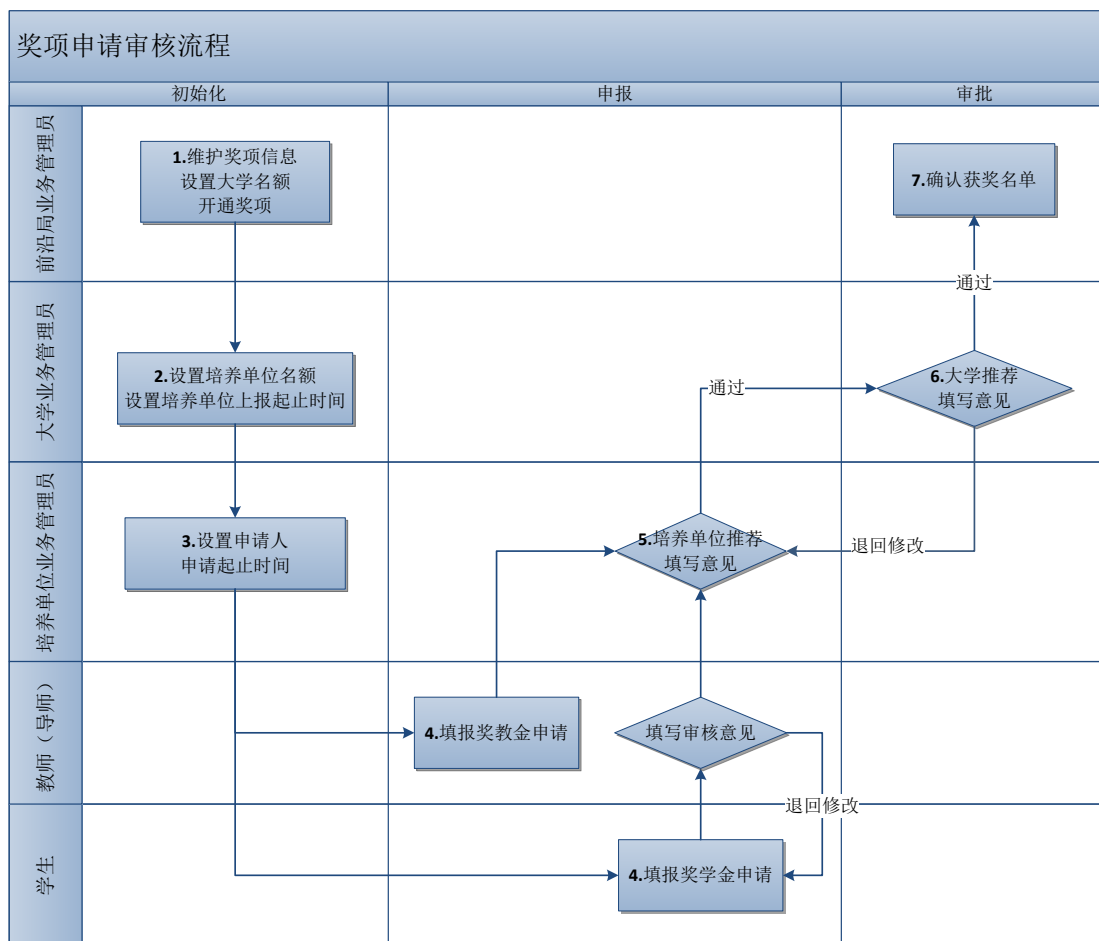 奖项申请审核流程
初始化
申报
审批
前沿局业务管理员
1.维护奖项信息
设置大学名额
开通奖项
7.确认获奖名单
通过
大学业务管理员
2.设置培养单位名额
设置培养单位上报起止时间
通过
6.大学推荐
填写意见
培养单位业务管理员
3.设置申请人
申请起止时间
5.培养单位推荐
填写意见
退回修改
教师（导师）
4.填报奖教金申请
填写审核意见
退回修改
学生
4.填报奖学金申请